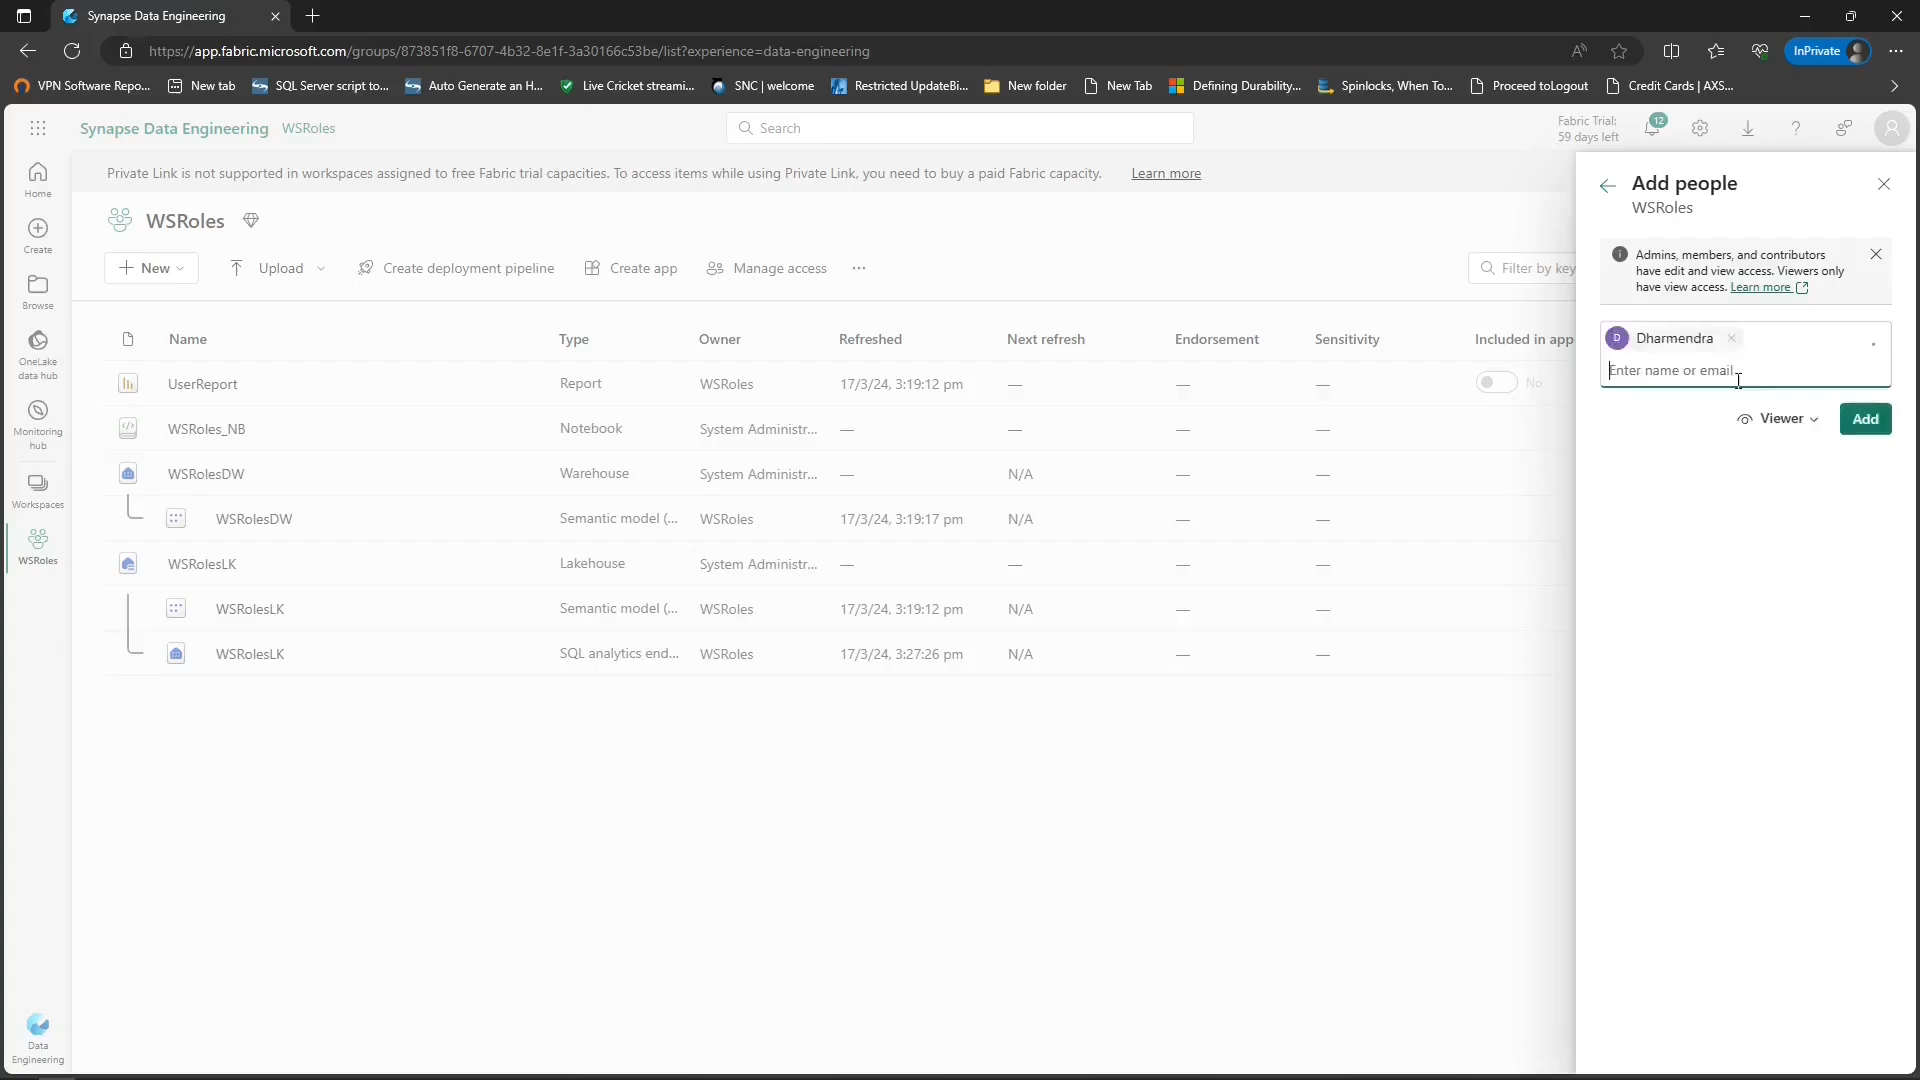 Synapse Data Engineering
https://app.fabric.microsoft.com/groups/873851f8-6707-4b32-8e1f-3a30166c53be/list?experience=data-engineering
InPrivate
VPN Software Repo... New tab SQL Server script to... Auto Generate an H... Live Cricket streami... SNC | welcome Restricted UpdateBi... New folder New Tab Defining Durability,... Spinlocks, When To... Proceed toLogout Credit Cards | AXS...
Synapse Data Engineering WSRoles
Search
Fabric Trial:
59 days left
12
Home
Create
Browse
OneLake
data hub
Monitoring
hub
Workspaces
WSRoles
Data
Engineering
Private Link is not supported in workspaces assigned to free Fabric trial capacities. To access items while using Private Link, you need to buy a paid Fabric capacity. Learn more
WSRoles
New Upload Create deployment pipeline Create app Manage access ... Filter by key
Name Type Owner Refreshed Next refresh Endorsement Sensitivity Included in app
UserReport Report WSRoles 17/3/24, 3:19:12 pm — — — No
WSRoles_NB Notebook System Administr... — — — —
WSRolesDW Warehouse System Administr... — N/A — —
WSRolesDW Semantic model (... WSRoles 17/3/24, 3:19:17 pm N/A — —
WSRolesLK Lakehouse System Administr... — — — —
WSRolesLK Semantic model (... WSRoles 17/3/24, 3:19:12 pm N/A — —
WSRolesLK SQL analytics end... WSRoles 17/3/24, 3:27:26 pm N/A — —
Add people
WSRoles
Admins, members, and contributors
have edit and view access. Viewers only
have view access. Learn more
D Dharmendra
Enter name or email
Viewer Add